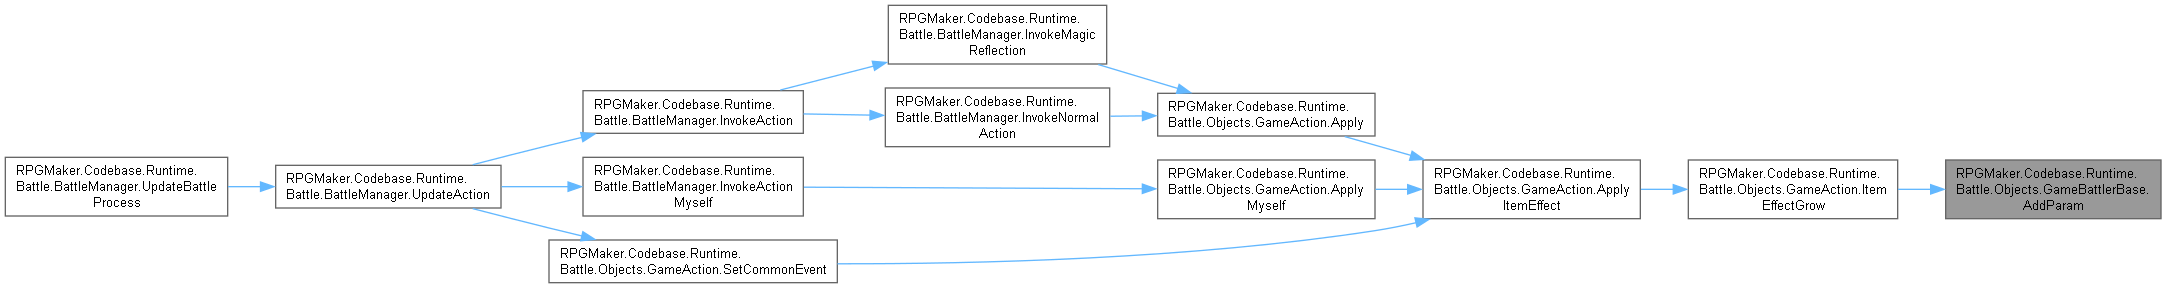 RPGMaker.Codebase.Runtime.
Battle.BattleManager.UpdateBattle
Process
RPGMaker.Codebase.Runtime.
Battle.BattleManager.UpdateAction
RPGMaker.Codebase.Runtime.
Battle.BattleManager.InvokeAction
RPGMaker.Codebase.Runtime.
Battle.BattleManager.InvokeAction
Myself
RPGMaker.Codebase.Runtime.
Battle.Objects.GameAction.SetCommonEvent
RPGMaker.Codebase.Runtime.
Battle.BattleManager.InvokeMagic
Reflection
RPGMaker.Codebase.Runtime.
Battle.BattleManager.InvokeNormal
Action
RPGMaker.Codebase.Runtime.
Battle.Objects.GameAction.Apply
RPGMaker.Codebase.Runtime.
Battle.Objects.GameAction.Apply
Myself
RPGMaker.Codebase.Runtime.
Battle.Objects.GameAction.Apply
ItemEffect
RPGMaker.Codebase.Runtime.
Battle.Objects.GameAction.Item
EffectGrow
RPGMaker.Codebase.Runtime.
Battle.Objects.GameBattlerBase.
AddParam